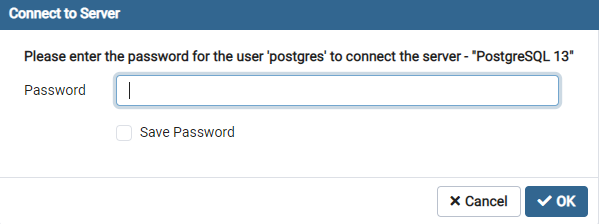 Connect to Server
Please enter the password for the user 'postgres' to connect the server - "PostgreSQL 13"
Password
Save Password
Cancel
OK